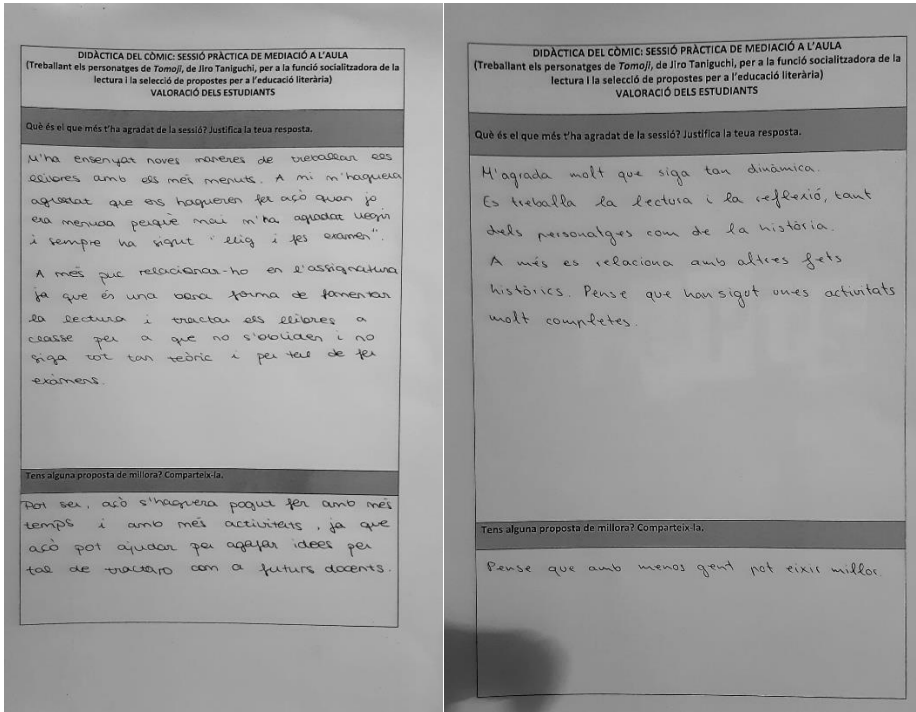 DIDÀCTICA DEL CÒMIC: SESSIÓ PRÀCTICA DE MEDIACIÓ A L'AULA
(Treballant els personatges de Tomoji, de Jiro Taniguchi, per a la funció socialitzadora de la
lectura i la selecció de propostes per a l'educació literària)
VALORACIÓ DELS ESTUDIANTS
Què és el que més t'ha agradat de la sessió? Justifica la teua resposta.
M'ha ensenyat noves maneres de treballar els
llibres amb els més menuts. A mi m'haguera
agradat que ens hagueren fer açò quan jo
era menuda perquè mai m'ha agradat llegir
i sempre ha sigut "llig i fes examen".
A més puc relacionar-ho en l'assignatura
ja que és una bona forma de fomentar
la lectura i tractar els llibres a
classe per a que no s'obliden i no
siga tot tan teòric i per tal de fer
exàmens.
Tens alguna proposta de millora? Comparteix-la.
Pot ser, açò s'haguera pogut fer amb més
temps i amb més activitats, ja que
açò pot ajudar per agafar idees per
tal de tractaro com a futurs docents.
DIDÀCTICA DEL CÒMIC: SESSIÓ PRÀCTICA DE MEDIACIÓ A L'AULA
(Treballant els personatges de Tomoji, de Jiro Taniguchi, per a la funció socialitzadora de la
lectura i la selecció de propostes per a l'educació literària)
VALORACIÓ DELS ESTUDIANTS
Què és el que més t'ha agradat de la sessió? Justifica la teua resposta.
M'agrada molt que siga tan dinàmica.
Es treballa la lectura i la reflexió, tant
dels personatges com de la història.
A més es relaciona amb altres fets
històrics. Pense que han sigut unes activitats
molt completes.
Tens alguna proposta de millora? Comparteix-la.
Pense que amb menos gent pot eixir millor.